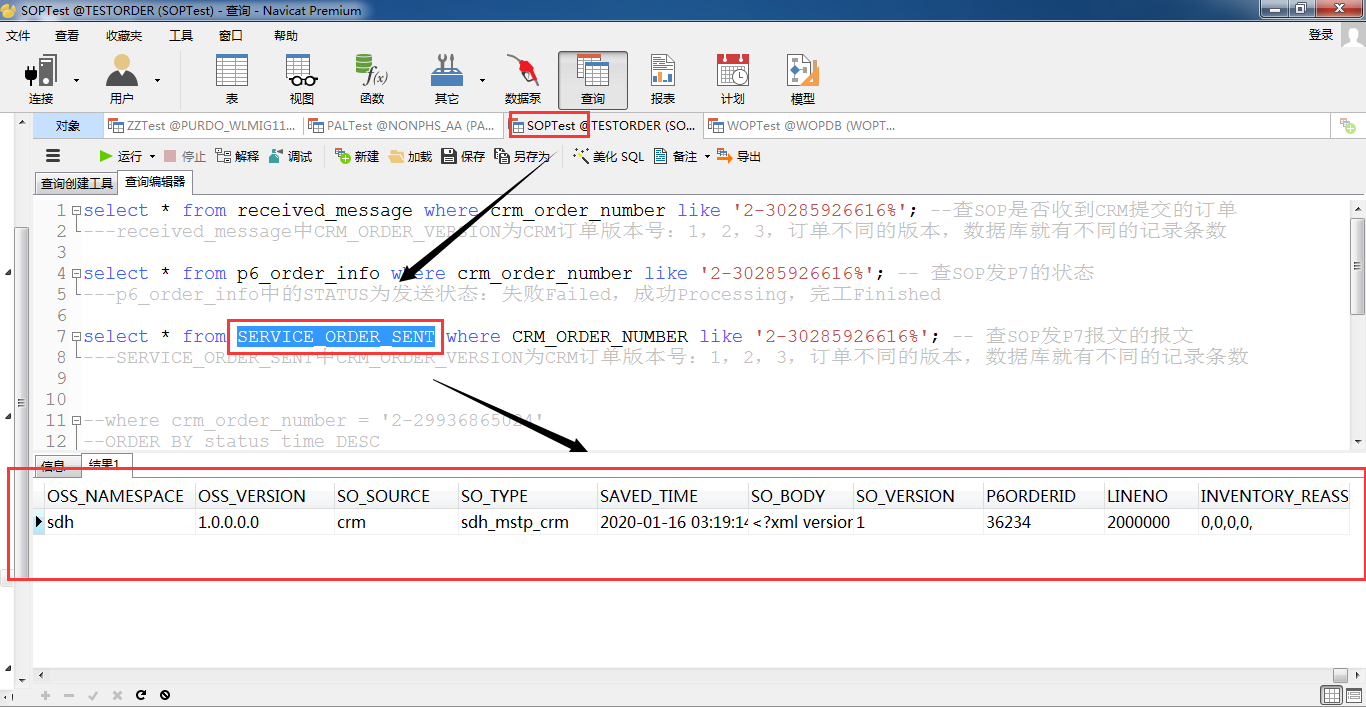 SOPTest @TESTORDER (SOPTest) - 查询 - Navicat Premium
文件 查看 收藏夹 工具 窗口 帮助 登录
连接 用户 表 视图 f(x) 函数 其它 数据泵 查询 报表 计划 模型
对象 ZZTest @PURDO_WLMIG11... PALTest @NONPHS_AA (PA... SOPTest @TESTORDER (SO... WOPTest @WOPDB (WOPT...
运行 停止 解释 调试 新建 加载 保存 另存为 美化 SQL 备注 导出
查询创建工具 查询编辑器
1 select * from received_message where crm_order_number like '2-30285926616%'; --查SOP是否收到CRM提交的订单
2 ----received_message中CRM_ORDER_VERSION为CRM订单版本号：1，2，3，订单不同的版本，数据库就有不同的记录条数
3
4 select * from p6_order_info where crm_order_number like '2-30285926616%'; -- 查SOP发P7的状态
5 ----p6_order_info中的STATUS为发送状态：失败Failed，成功Processing，完工Finished
6
7 select * from SERVICE_ORDER_SENT where CRM_ORDER_NUMBER like '2-30285926616%'; -- 查SOP发P7报文的报文
8 ----SERVICE_ORDER_SENT中CRM_ORDER_VERSION为CRM订单版本号：1，2，3，订单不同的版本，数据库就有不同的记录条数
9
10
11 --where crm_order_number = '2-29936865024'
12 --ORDER BY status_time DESC
信息 结果1
OSS_NAMESPACE OSS_VERSION SO_SOURCE SO_TYPE SAVED_TIME SO_BODY SO_VERSION P6ORDERID LINENO INVENTORY_REASS
sdh 1.0.0.0.0 crm sdh_mstp_crm 2020-01-16 03:19:14 <?xml version 1 36234 2000000 0,0,0,0,